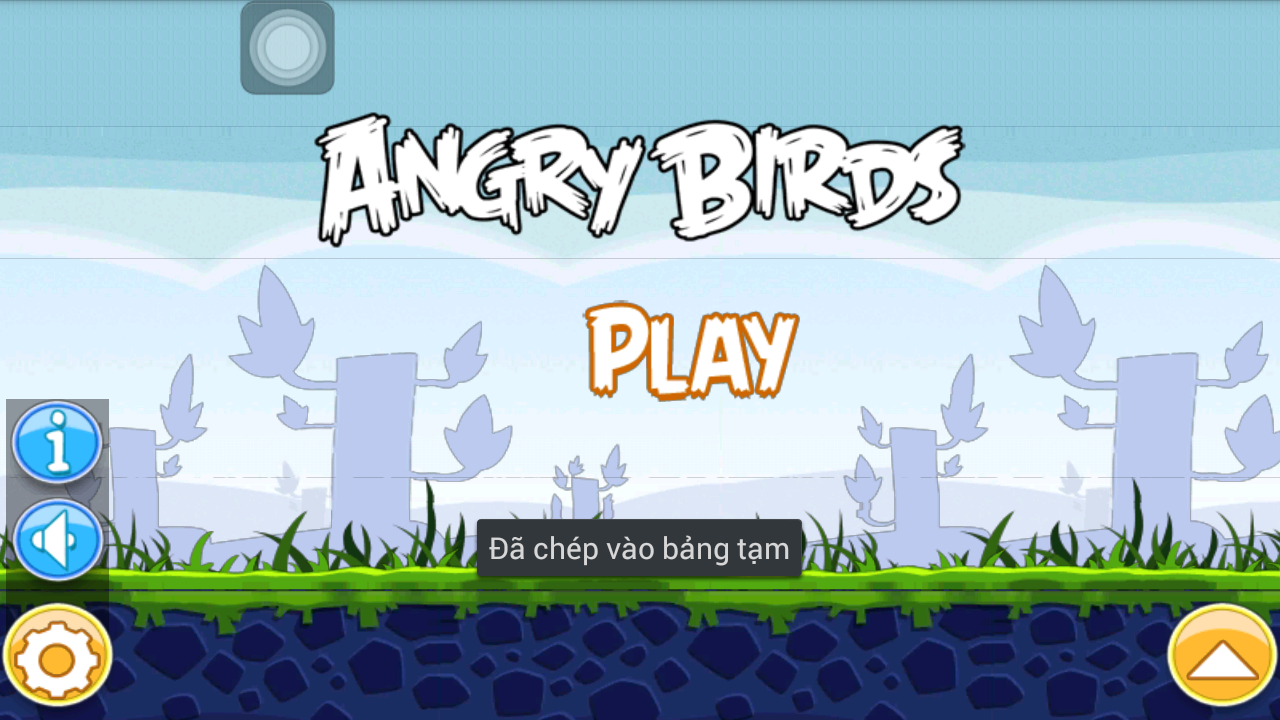 ANGRY BIRDS
PLAY
Đã chép vào bảng tạm